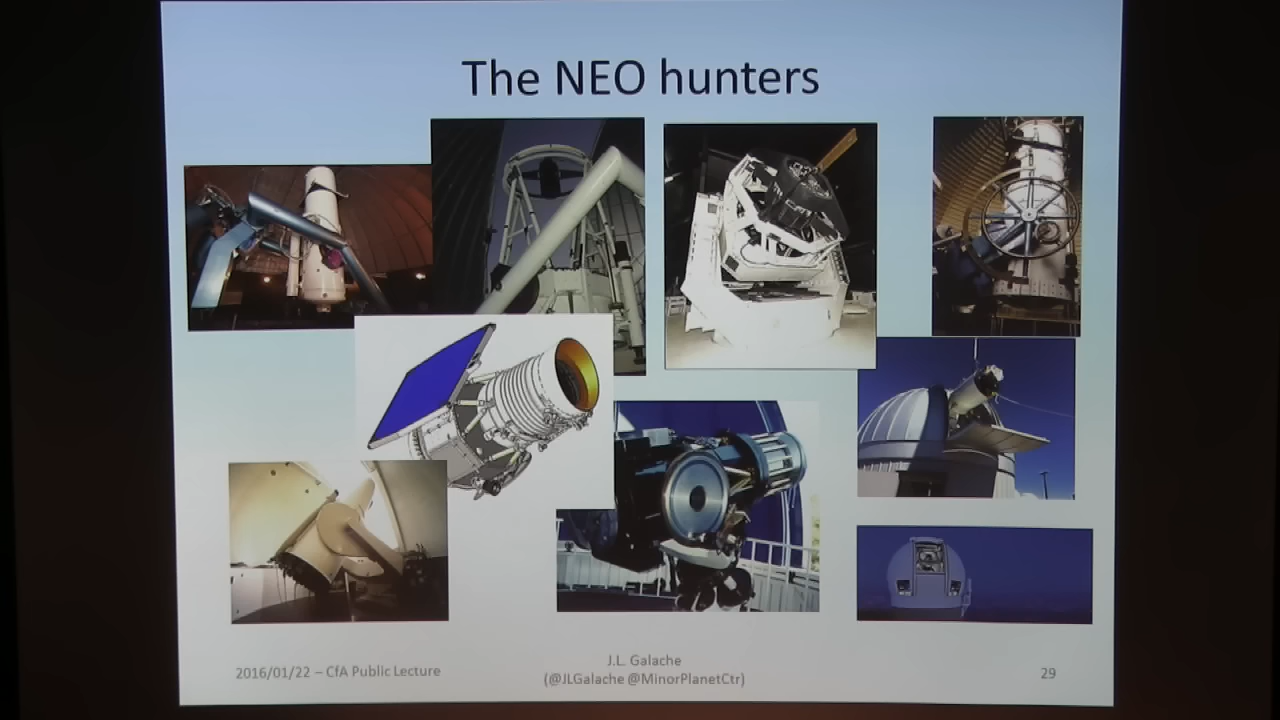 The NEO hunters
2016/01/22 – CfA Public Lecture
J.L. Galache
(@JLGalache @MinorPlanetCtr)
29